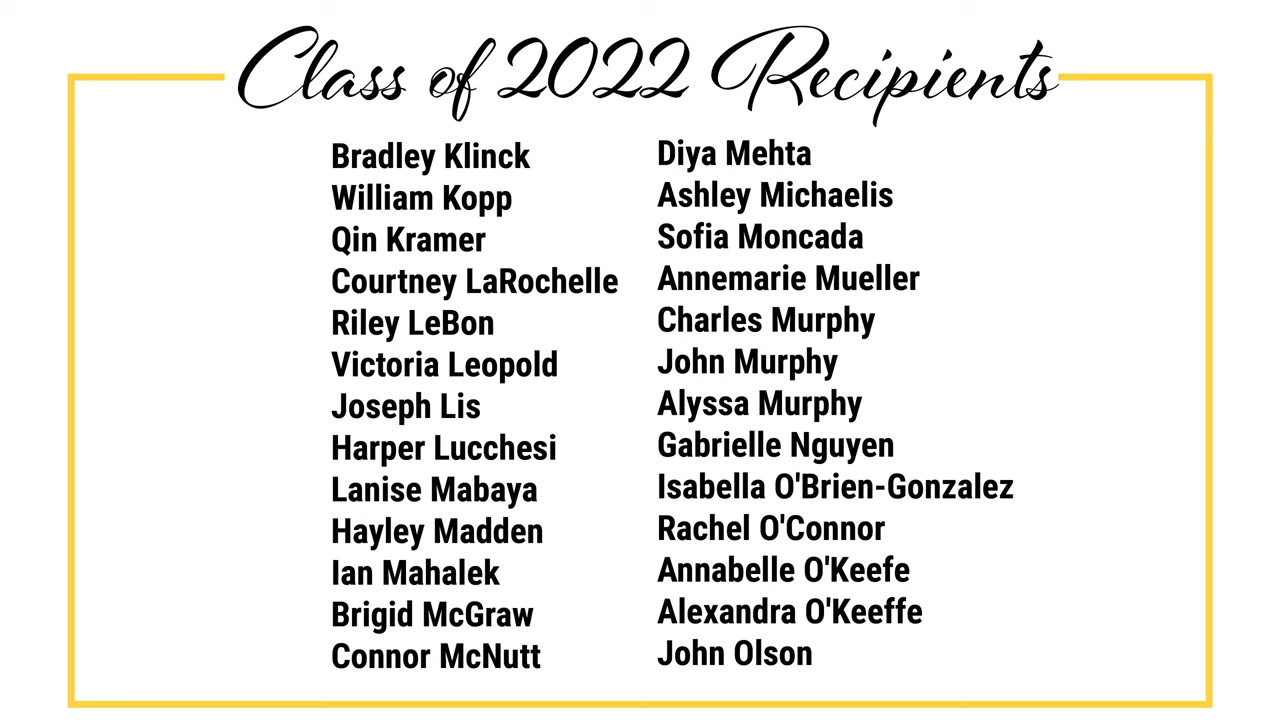 Class of 2022 Recipients
Bradley Klinck
William Kopp
Qin Kramer
Courtney LaRochelle
Riley LeBon
Victoria Leopold
Joseph Lis
Harper Lucchesi
Lanise Mabaya
Hayley Madden
Ian Mahalek
Brigid McGraw
Connor McNutt
Diya Mehta
Ashley Michaelis
Sofia Moncada
Annemarie Mueller
Charles Murphy
John Murphy
Alyssa Murphy
Gabrielle Nguyen
Isabella O'Brien-Gonzalez
Rachel O'Connor
Annabelle O'Keefe
Alexandra O'Keeffe
John Olson